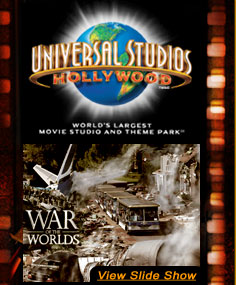 UNIVERSAL STUDIOS
HOLLYWOOD
WORLD'S LARGEST
MOVIE STUDIO AND THEME PARK
WAR
OF THE
WORLDS
View Slide Show